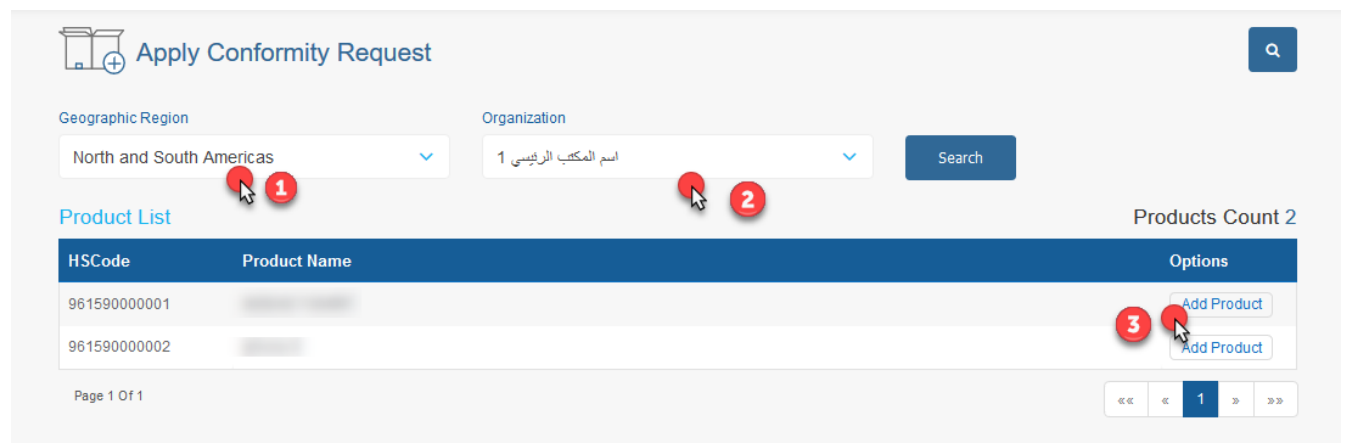 Apply Conformity Request
Geographic Region
Organization
North and South Americas
اسم المكتب الرئيسي 1
Search
1
2
Product List
Products Count 2
HSCode Product Name Options
961590000001 Add Product
3
961590000002 Add Product
Page 1 Of 1
«« « 1 » »»